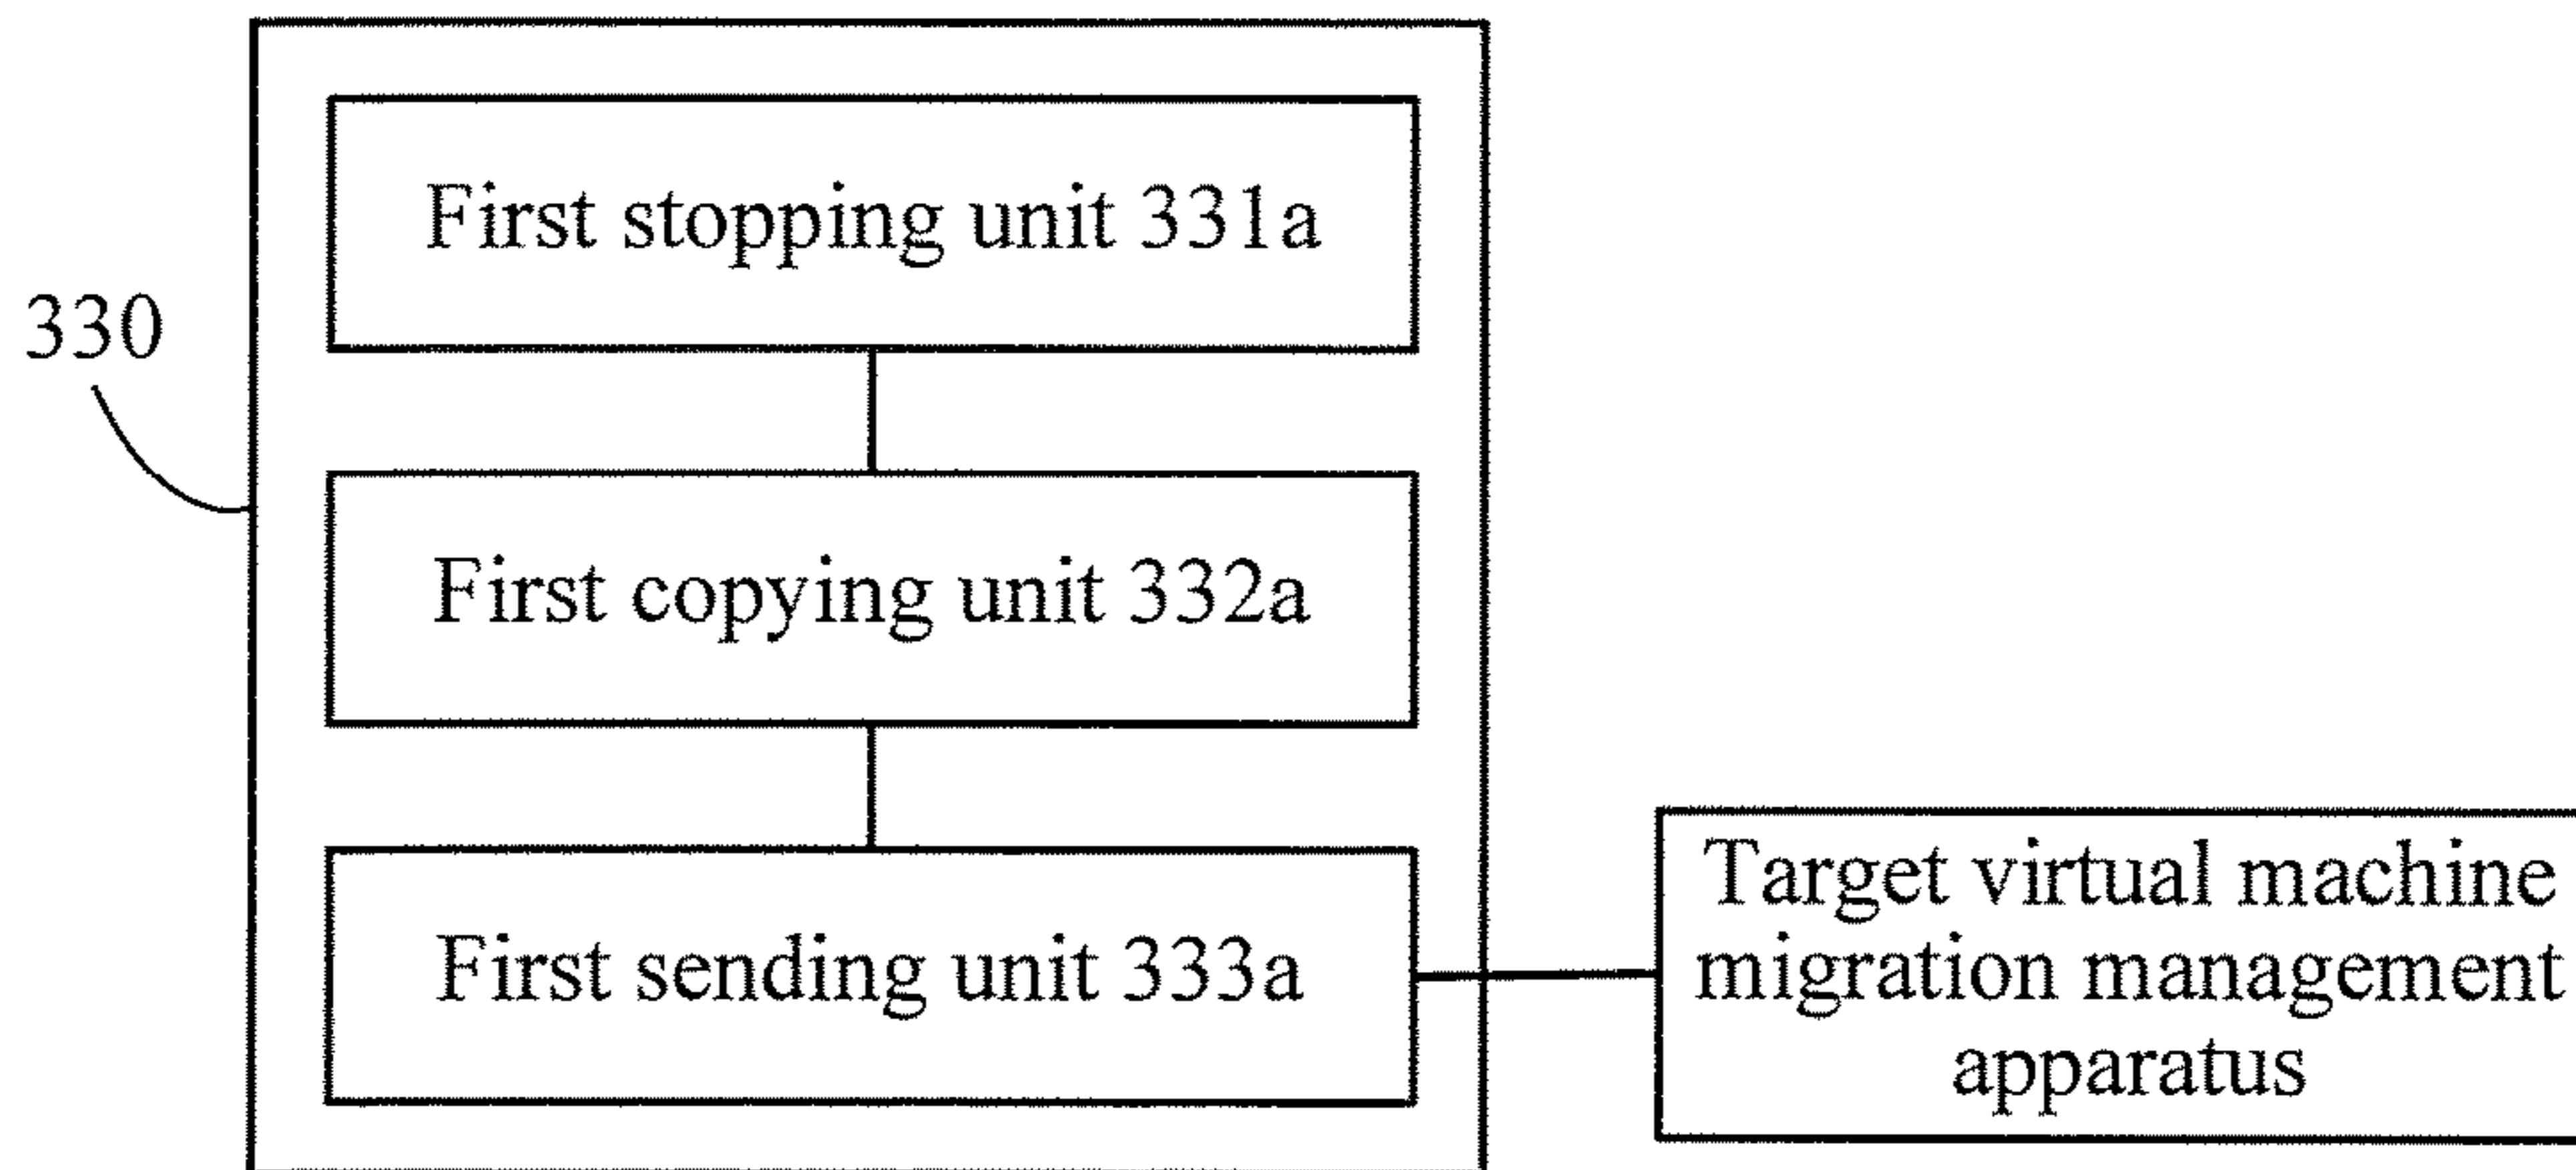 First stopping unit 331a
330
First copying unit 332a
First sending unit 333a
Target virtual machine
migration management
apparatus